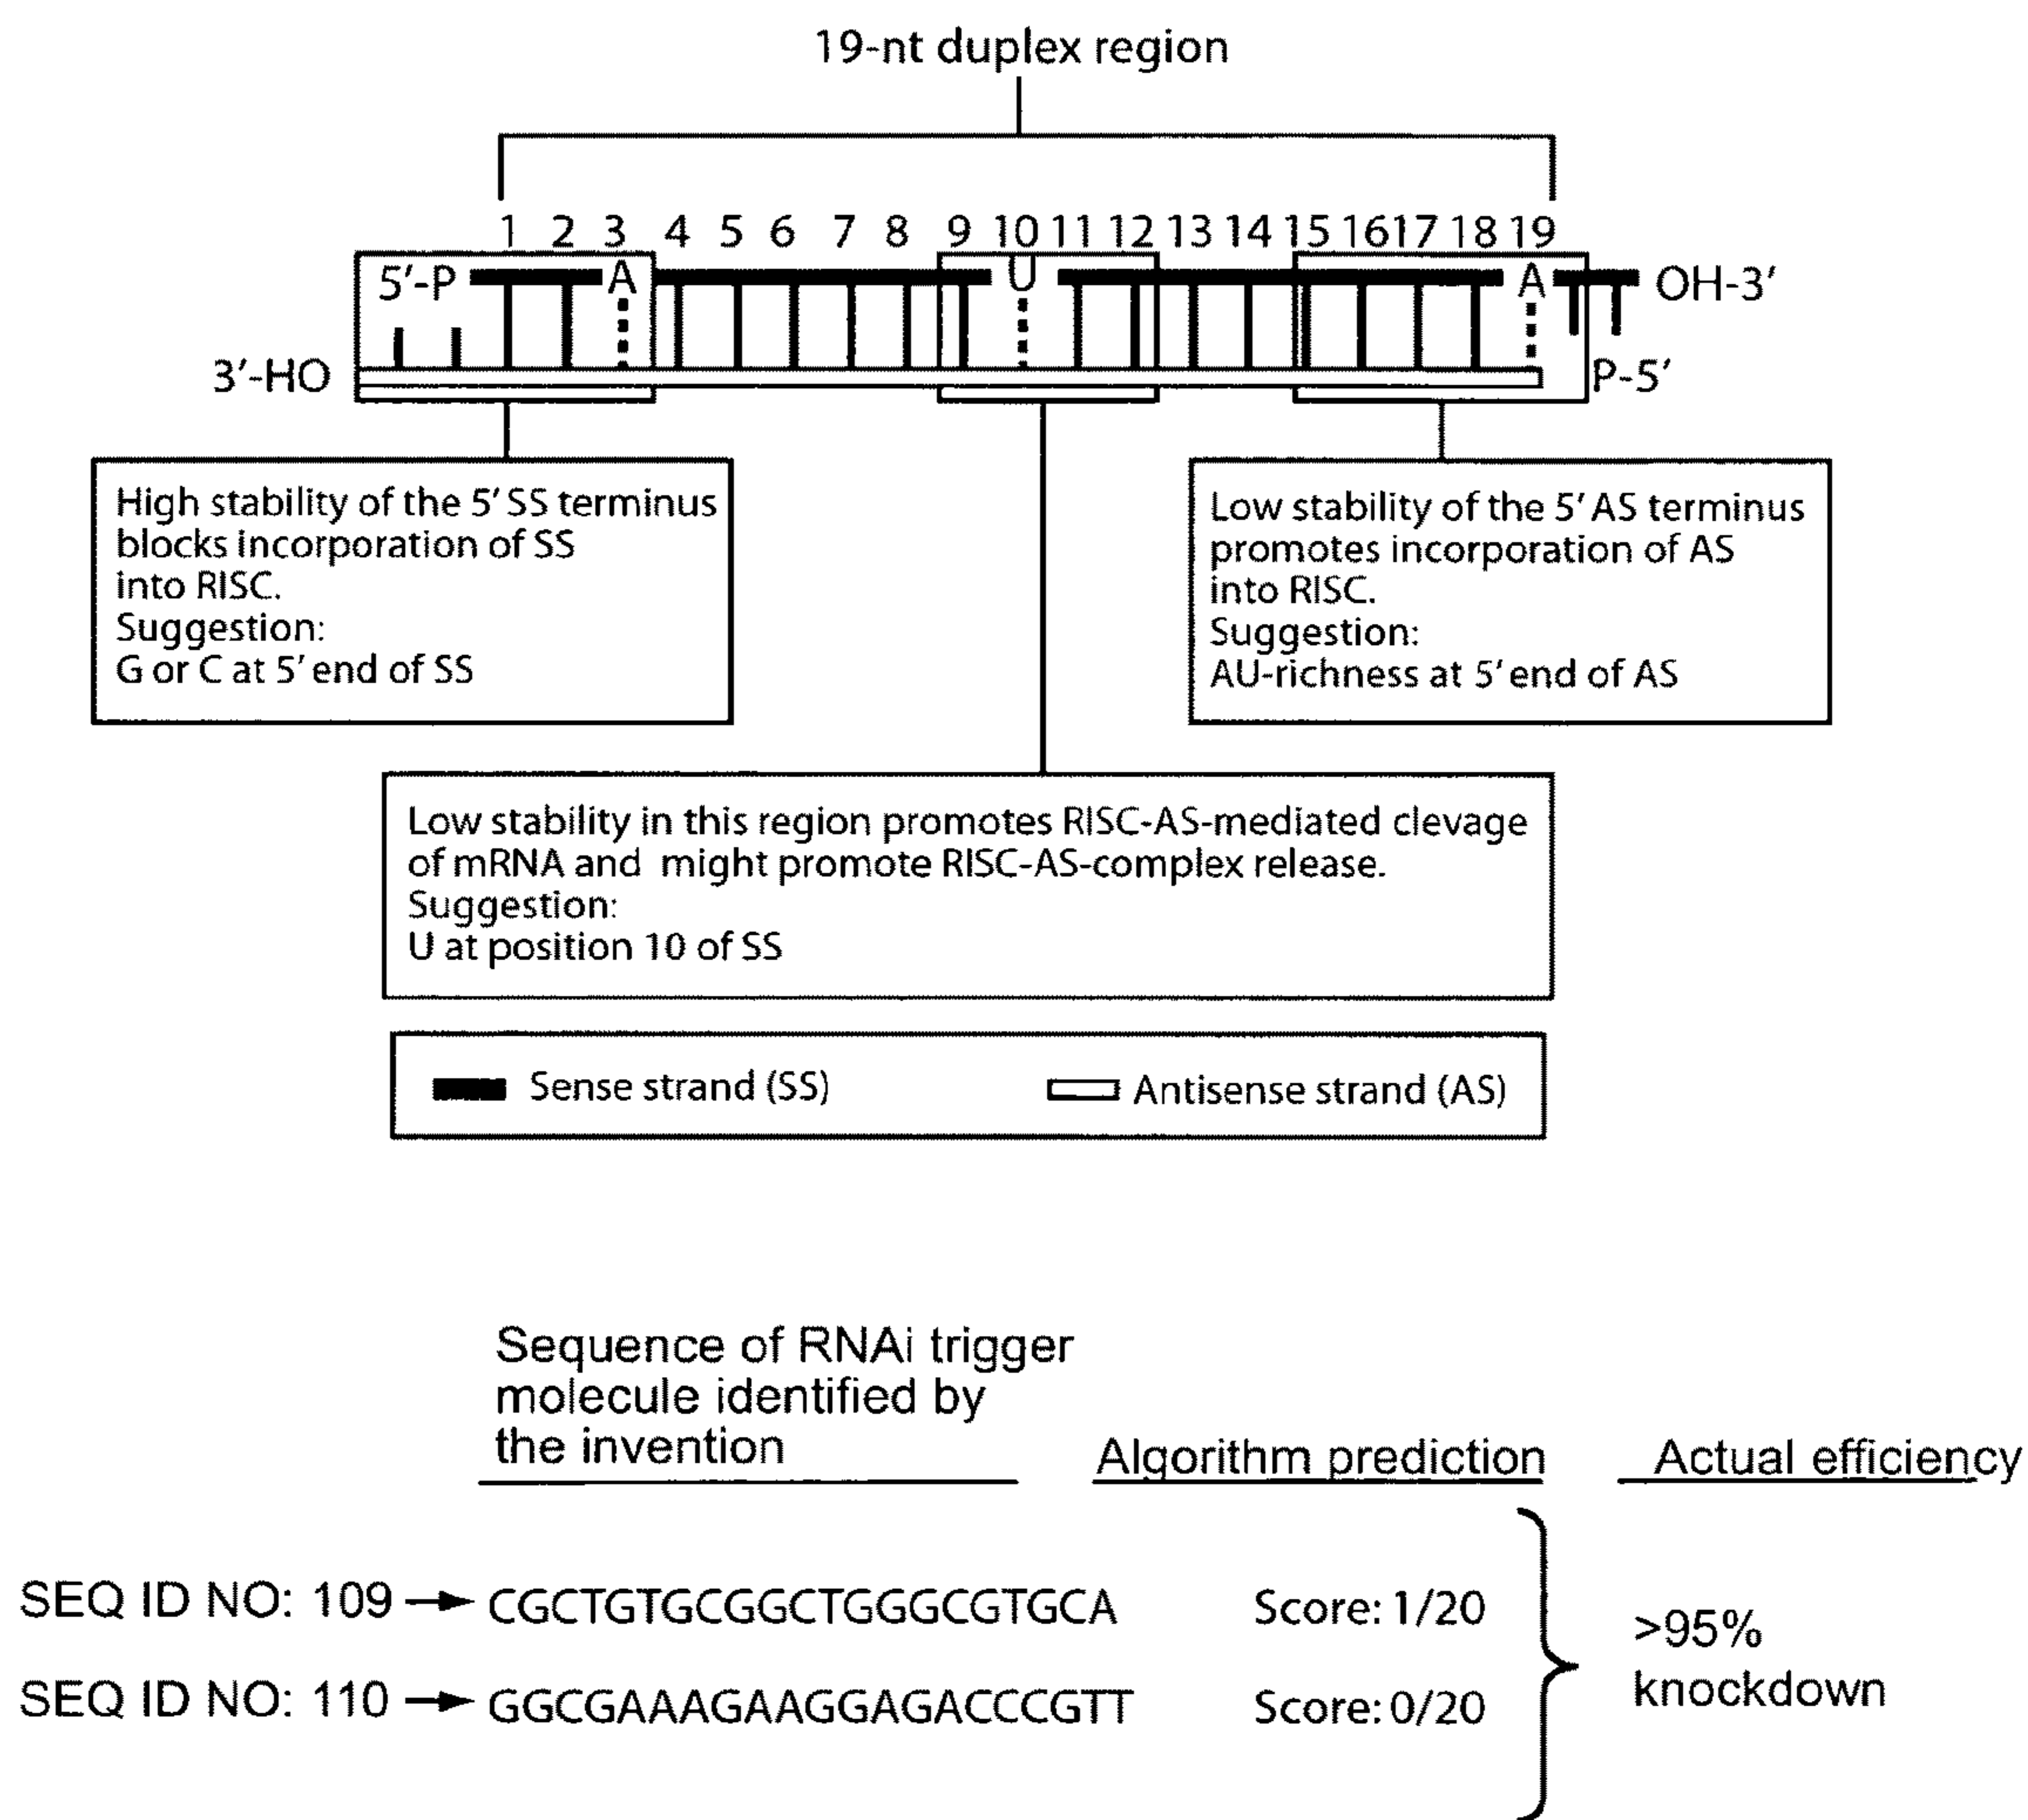 19-nt duplex region
1 2 3 4 5 6 7 8 9 10 11 12 13 14 15 16 17 18 19
5'-P A U A OH-3'
3'-HO P-5'
High stability of the 5' SS terminus
blocks incorporation of SS
into RISC.
Suggestion:
G or C at 5' end of SS
Low stability of the 5' AS terminus
promotes incorporation of AS
into RISC.
Suggestion:
AU-richness at 5' end of AS
Low stability in this region promotes RISC-AS-mediated clevage
of mRNA and might promote RISC-AS-complex release.
Suggestion:
U at position 10 of SS
Sense strand (SS) Antisense strand (AS)
Sequence of RNAi trigger
molecule identified by
the invention
Algorithm prediction
Actual efficiency
SEQ ID NO: 109 CGCTGTGCGGCTGGGCGTGCA Score: 1/20
SEQ ID NO: 110 GGCGAAAGAAGGAGACCCGTT Score: 0/20
>95%
knockdown